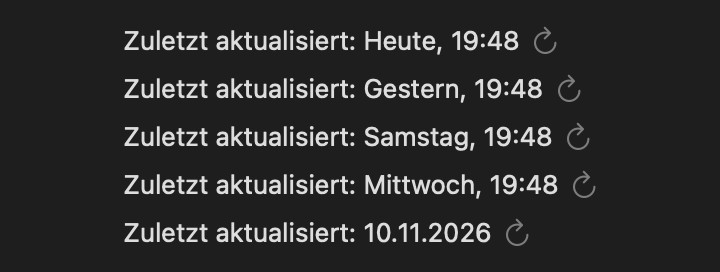 Zuletzt aktualisiert: Heute, 19:48
Zuletzt aktualisiert: Gestern, 19:48
Zuletzt aktualisiert: Samstag, 19:48
Zuletzt aktualisiert: Mittwoch, 19:48
Zuletzt aktualisiert: 10.11.2026